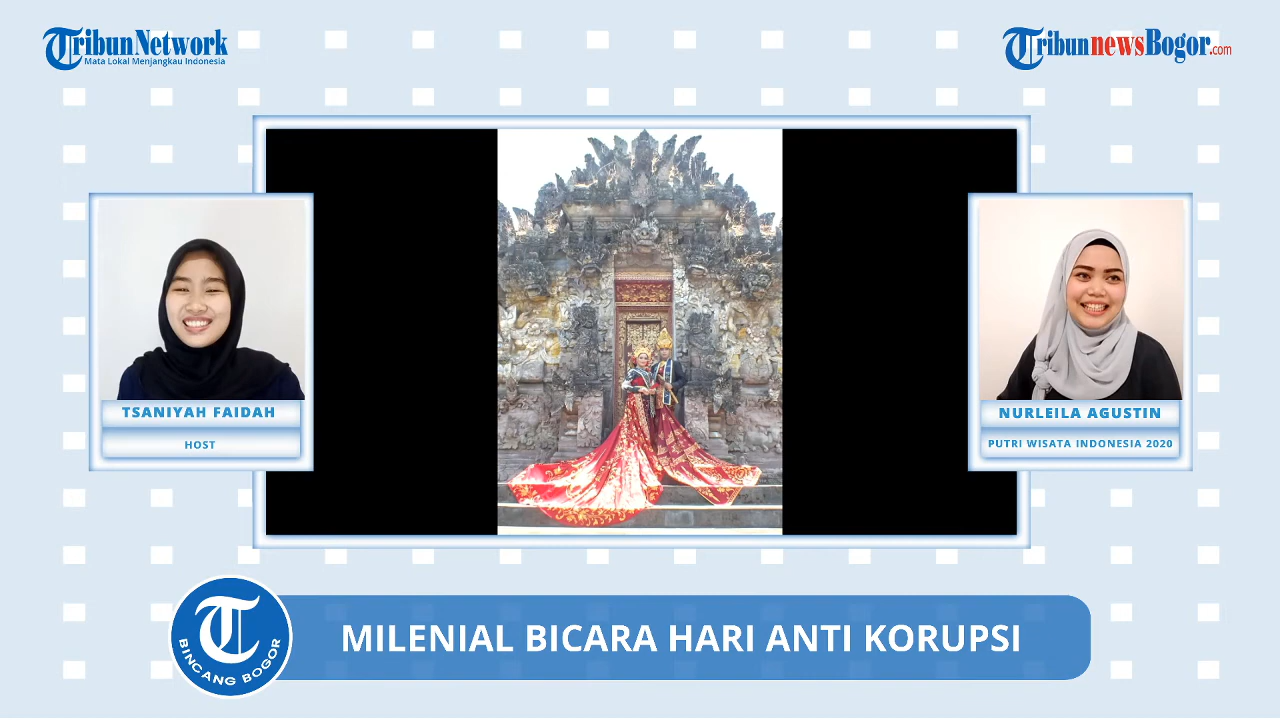 TribunNetwork
Mata Lokal Menjangkau Indonesia
TribunnewsBogor.com
TSANIYAH FAIDAH
HOST
NURLEILA AGUSTIN
PUTRI WISATA INDONESIA 2020
T
BINCANG BOGOR
MILENIAL BICARA HARI ANTI KORUPSI